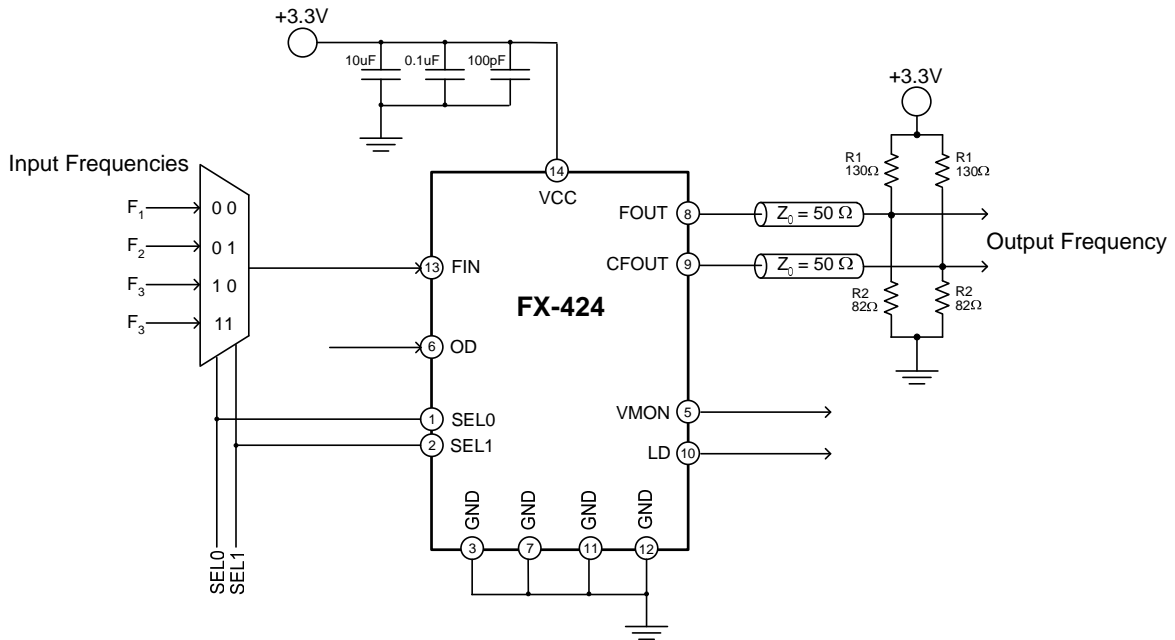 +3.3V
10uF
0.1uF
100pF
+3.3V
Input Frequencies
R1
130Ω
R1
130Ω
14
VCC
F1
0 0
FOUT
8
Z0 = 50 Ω
F2
0 1
Output Frequency
13
FIN
CFOUT
9
Z0 = 50 Ω
F3
1 0
R2
82Ω
R2
82Ω
FX-424
F3
11
6
OD
1
SEL0
VMON
5
2
SEL1
LD
10
GND
GND
GND
GND
3
7
11
12
SEL0
SEL1